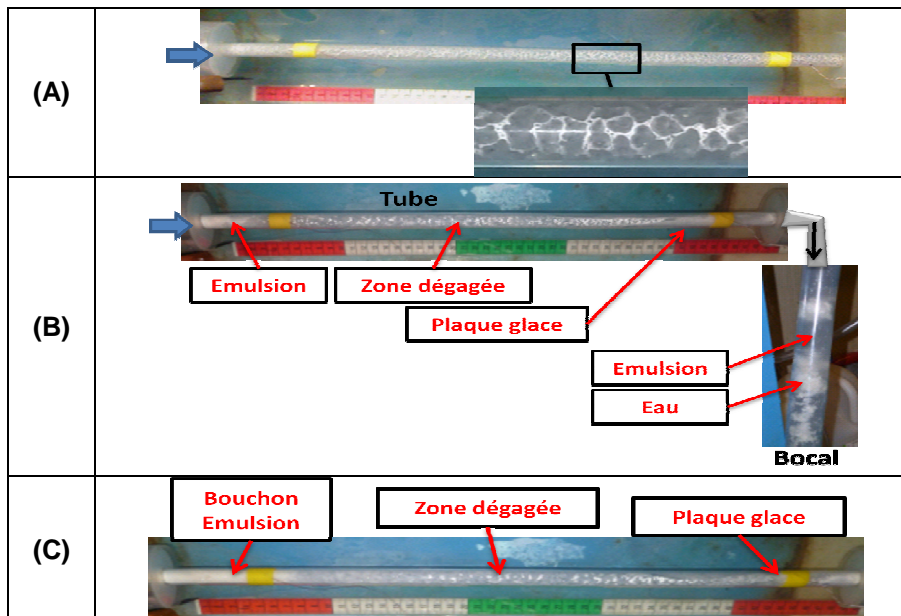 (A)
(B)
Tube
Emulsion
Zone dégagée
Plaque glace
Emulsion
Eau
Bocal
(C)
Bouchon
Emulsion
Zone dégagée
Plaque glace